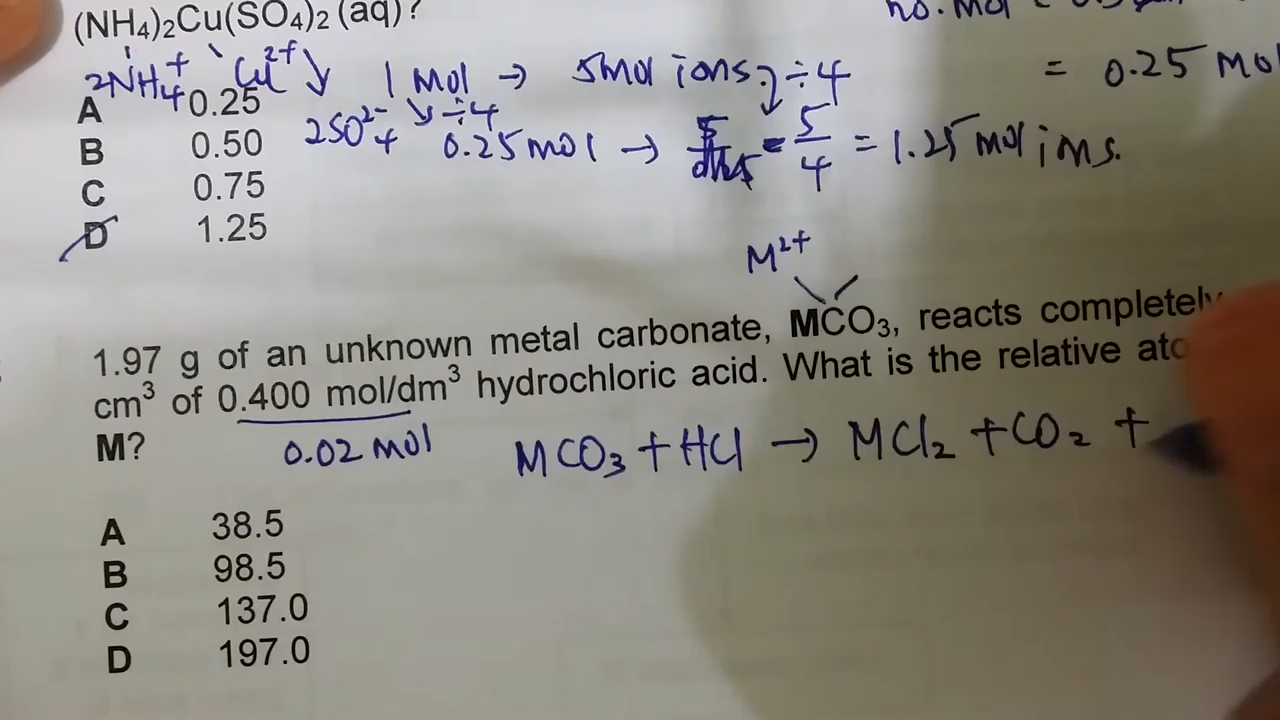 (NH4)2Cu(SO4)2 (aq)?
= 0.25 mol
2NH4+ Cu2+ 1 mol → 5 mol ions. ÷4
2SO4 2- ÷4 0.25 mol → = 5/4 = 1.25 mol ions.
A 0.25
B 0.50
C 0.75
D 1.25
M2+
1.97 g of an unknown metal carbonate, MCO3, reacts completely
cm3 of 0.400 mol/dm3 hydrochloric acid. What is the relative
M?
0.02 mol MCO3 + HCl → MCl2 + CO2 +
A 38.5
B 98.5
C 137.0
D 197.0